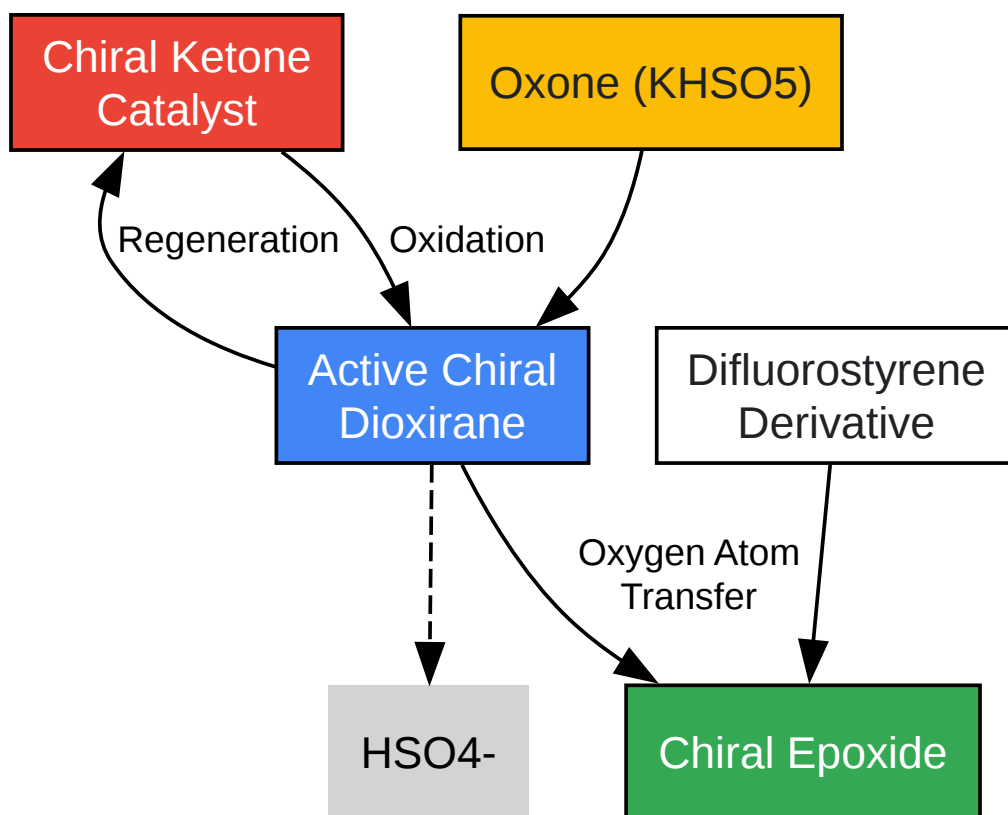 Chiral Ketone
Catalyst
Oxone (KHSO5)
Regeneration
Oxidation
Active Chiral
Dioxirane
Difluorostyrene
Derivative
Oxygen Atom
Transfer
HSO4-
Chiral Epoxide